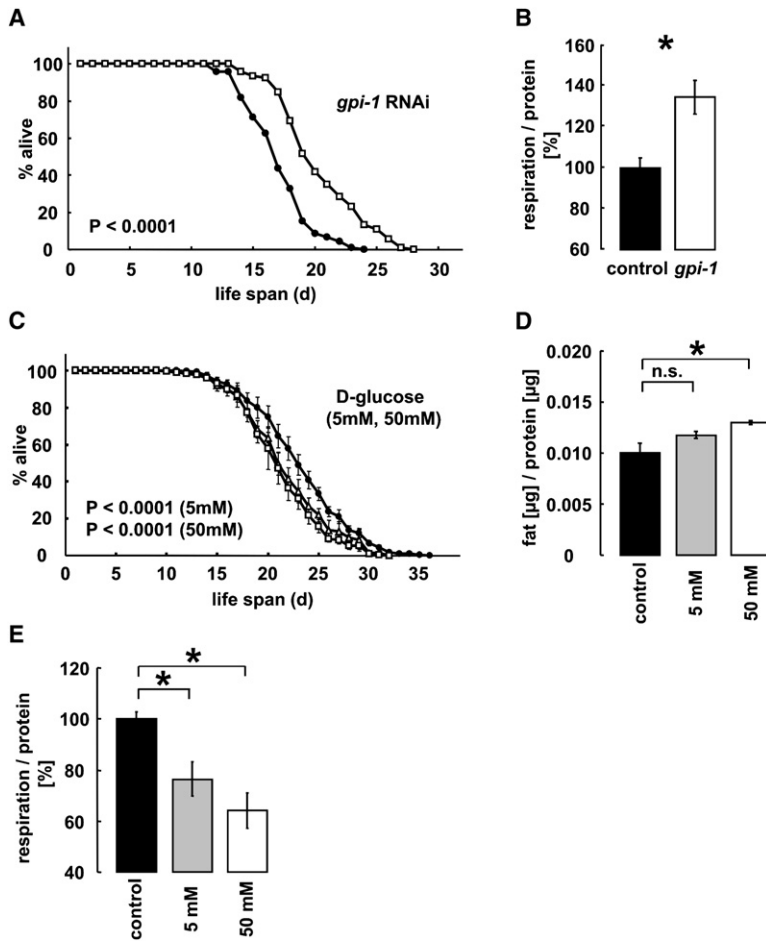 A
100
80
60
40
20
0
% alive
gpi-1 RNAi
P < 0.0001
0 5 10 15 20 25 30
life span (d)
B
*
160
140
120
100
80
60
respiration / protein
[%]
control gpi-1
C
100
80
60
40
20
0
% alive
D-glucose
(5mM, 50mM)
P < 0.0001 (5mM)
P < 0.0001 (50mM)
0 5 10 15 20 25 30 35
life span (d)
D
*
n.s.
0.020
0.015
0.010
0.005
0
fat [µg] / protein [µg]
control
5 mM
50 mM
E
*
*
120
100
80
60
40
respiration / protein
[%]
control
5 mM
50 mM